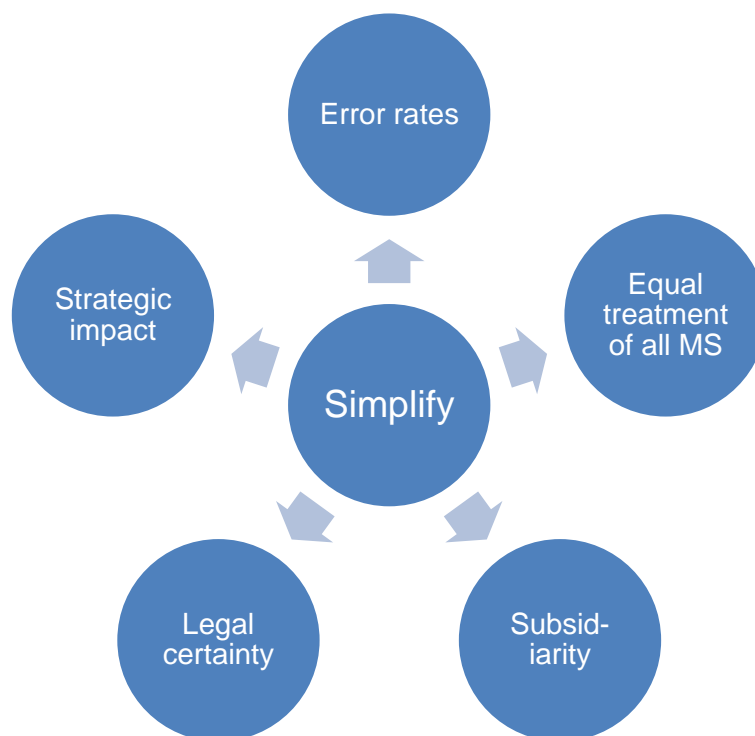 Error rates
Strategic
impact
Equal
treatment
of all MS
Simplify
Legal
certainty
Subsid-
iarity